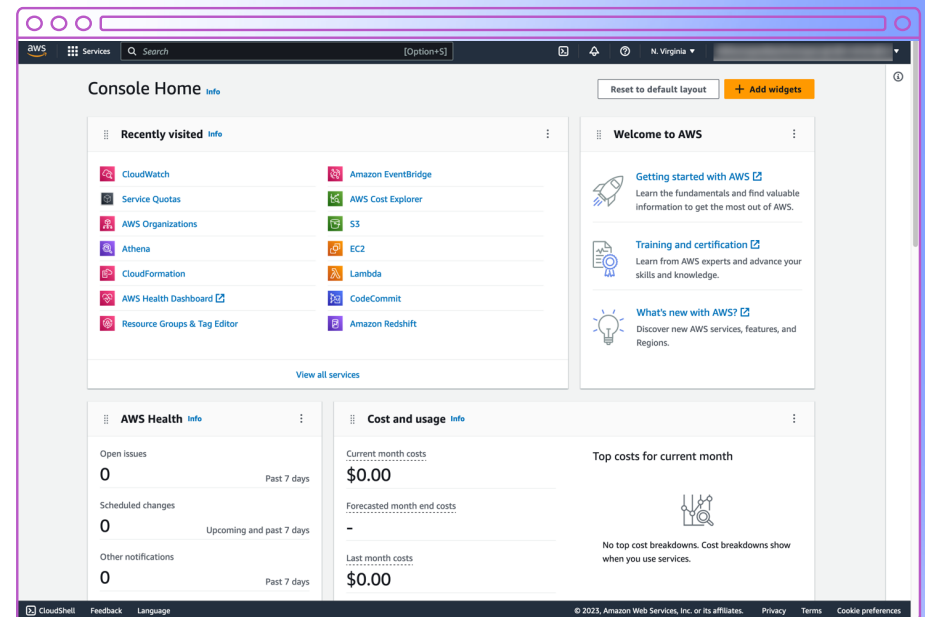 aws
Services
Search
[Option+S]
N. Virginia
Console Home Info
Reset to default layout
+ Add widgets
Recently visited Info
CloudWatch
Service Quotas
AWS Organizations
Athena
CloudFormation
AWS Health Dashboard
Resource Groups & Tag Editor
Amazon EventBridge
AWS Cost Explorer
S3
EC2
Lambda
CodeCommit
Amazon Redshift
View all services
Welcome to AWS
Getting started with AWS
Learn the fundamentals and find valuable
information to get the most out of AWS.
Training and certification
Learn from AWS experts and advance your
skills and knowledge.
What's new with AWS?
Discover new AWS services, features, and
Regions.
AWS Health Info
Open issues
0
Past 7 days
Scheduled changes
0
Upcoming and past 7 days
Other notifications
0
Past 7 days
Cost and usage Info
Current month costs
$0.00
Forecasted month end costs
-
Last month costs
$0.00
Top costs for current month
No top cost breakdowns. Cost breakdowns show
when you use services.
CloudShell
Feedback
Language
© 2023, Amazon Web Services, Inc. or its affiliates.
Privacy
Terms
Cookie preferences